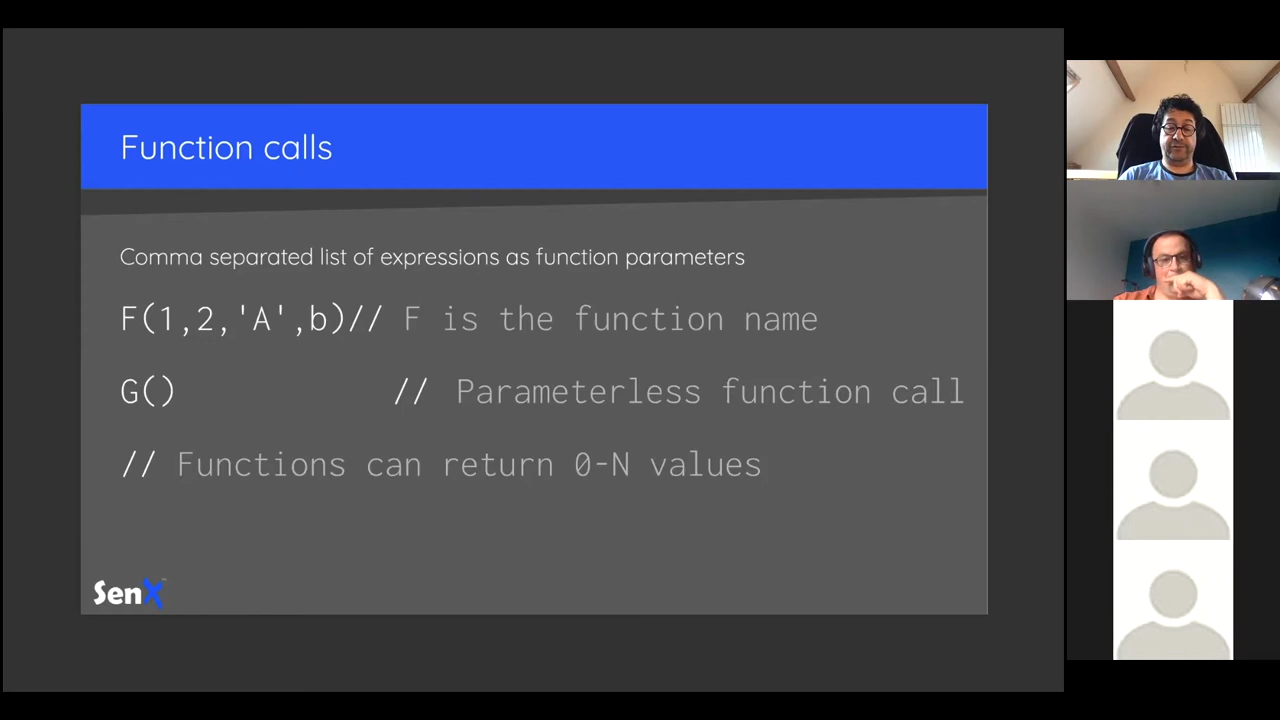 Function calls
Comma separated list of expressions as function parameters
F(1,2,'A',b)// F is the function name
G() // Parameterless function call
// Functions can return 0-N values
SenX™